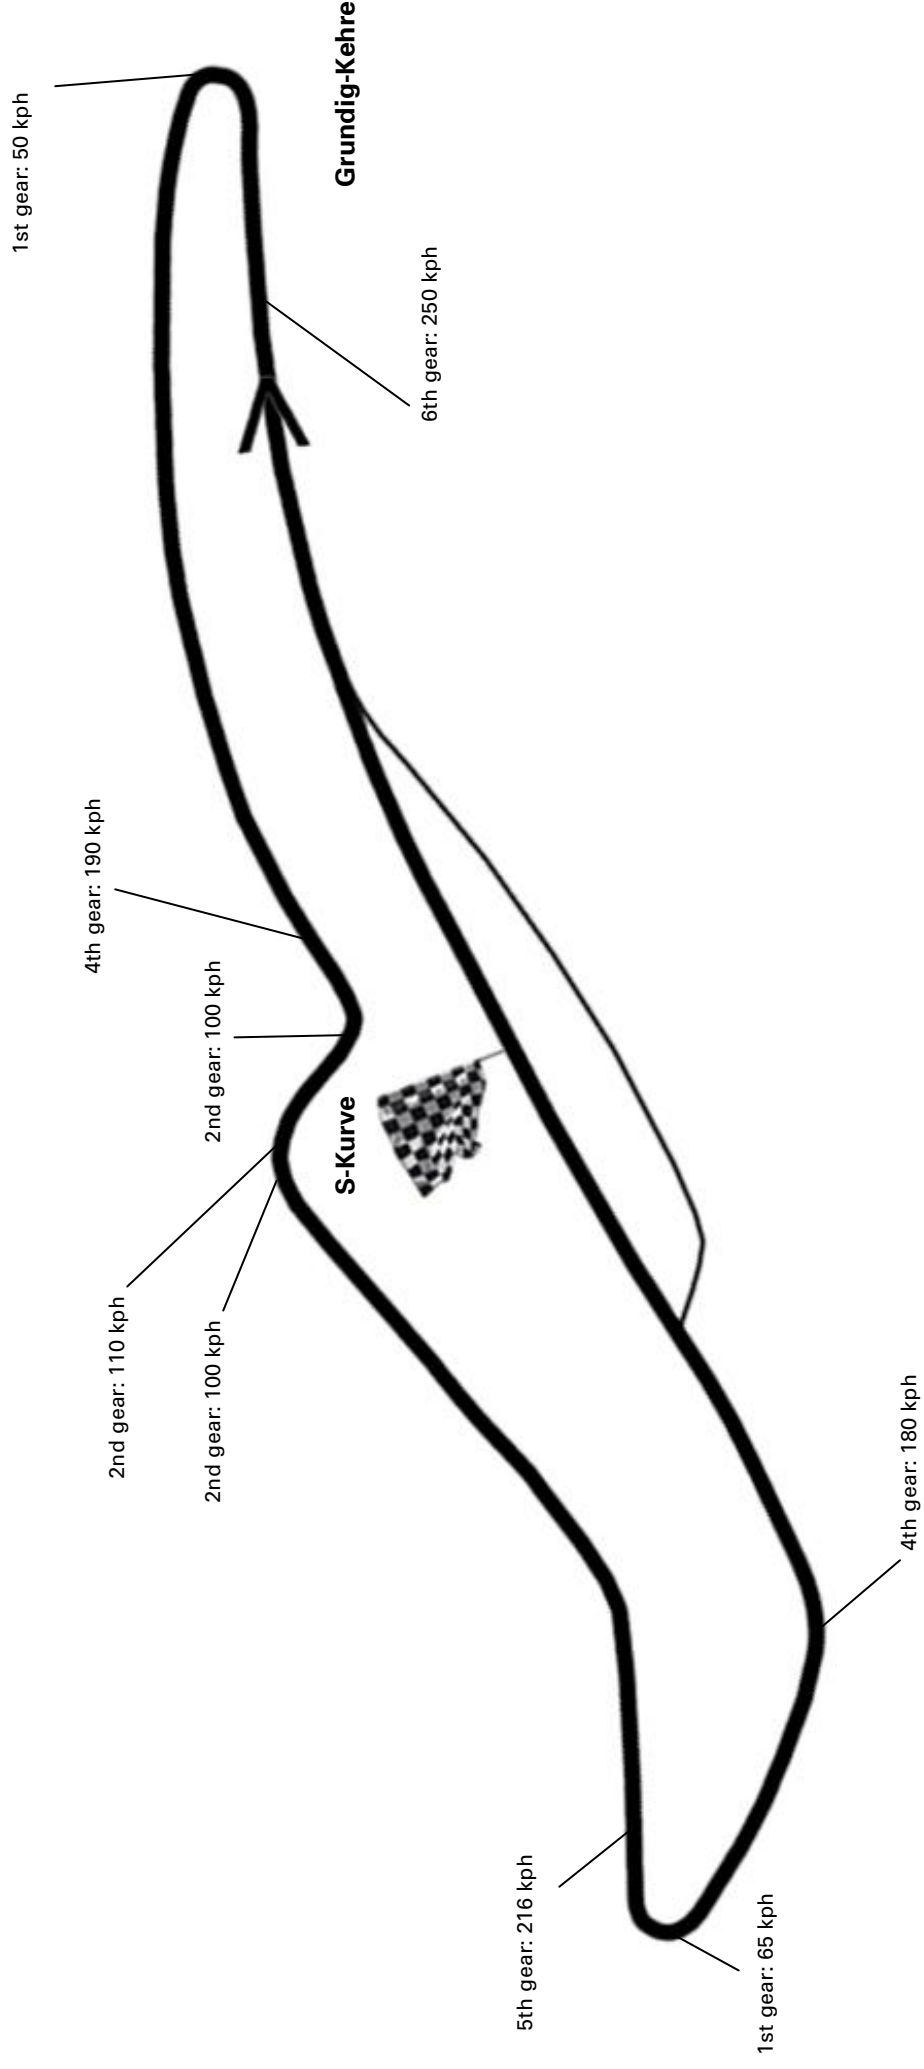 1st gear: 50 kph
Grundig-Kehre
6th gear: 250 kph
4th gear: 190 kph
2nd gear: 100 kph
S-Kurve
2nd gear: 110 kph
2nd gear: 100 kph
4th gear: 180 kph
5th gear: 216 kph
1st gear: 65 kph